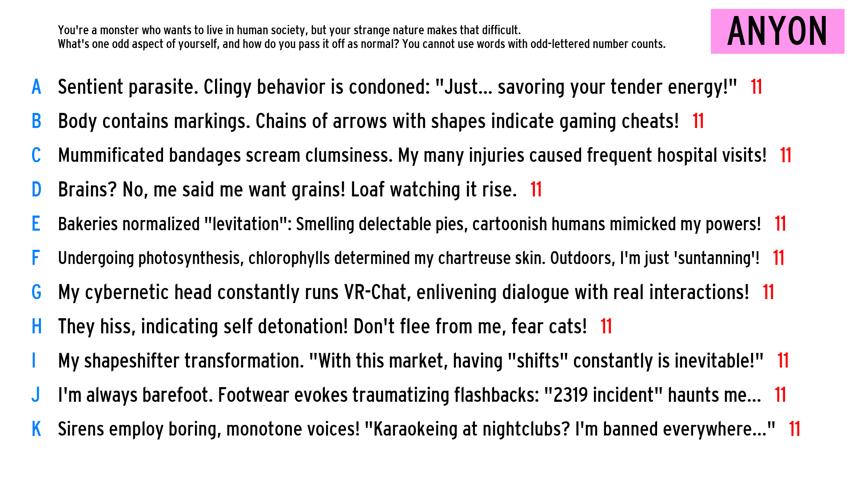 You're a monster who wants to live in human society, but your strange nature makes that difficult.
What's one odd aspect of yourself, and how do you pass it off as normal? You cannot use words with odd-lettered number counts.
ANYON
A Sentient parasite. Clingy behavior is condoned: "Just... savoring your tender energy!" 11
B Body contains markings. Chains of arrows with shapes indicate gaming cheats! 11
C Mummificated bandages scream clumsiness. My many injuries caused frequent hospital visits! 11
D Brains? No, me said me want grains! Loaf watching it rise. 11
E Bakeries normalized "levitation": Smelling delectable pies, cartoonish humans mimicked my powers! 11
F Undergoing photosynthesis, chlorophylls determined my chartreuse skin. Outdoors, I'm just 'suntanning'! 11
G My cybernetic head constantly runs VR-Chat, enlivening dialogue with real interactions! 11
H They hiss, indicating self detonation! Don't flee from me, fear cats! 11
I My shapeshifter transformation. "With this market, having "shifts" constantly is inevitable!" 11
J I'm always barefoot. Footwear evokes traumatizing flashbacks: "2319 incident" haunts me... 11
K Sirens employ boring, monotone voices! "Karaokeing at nightclubs? I'm banned everywhere..." 11